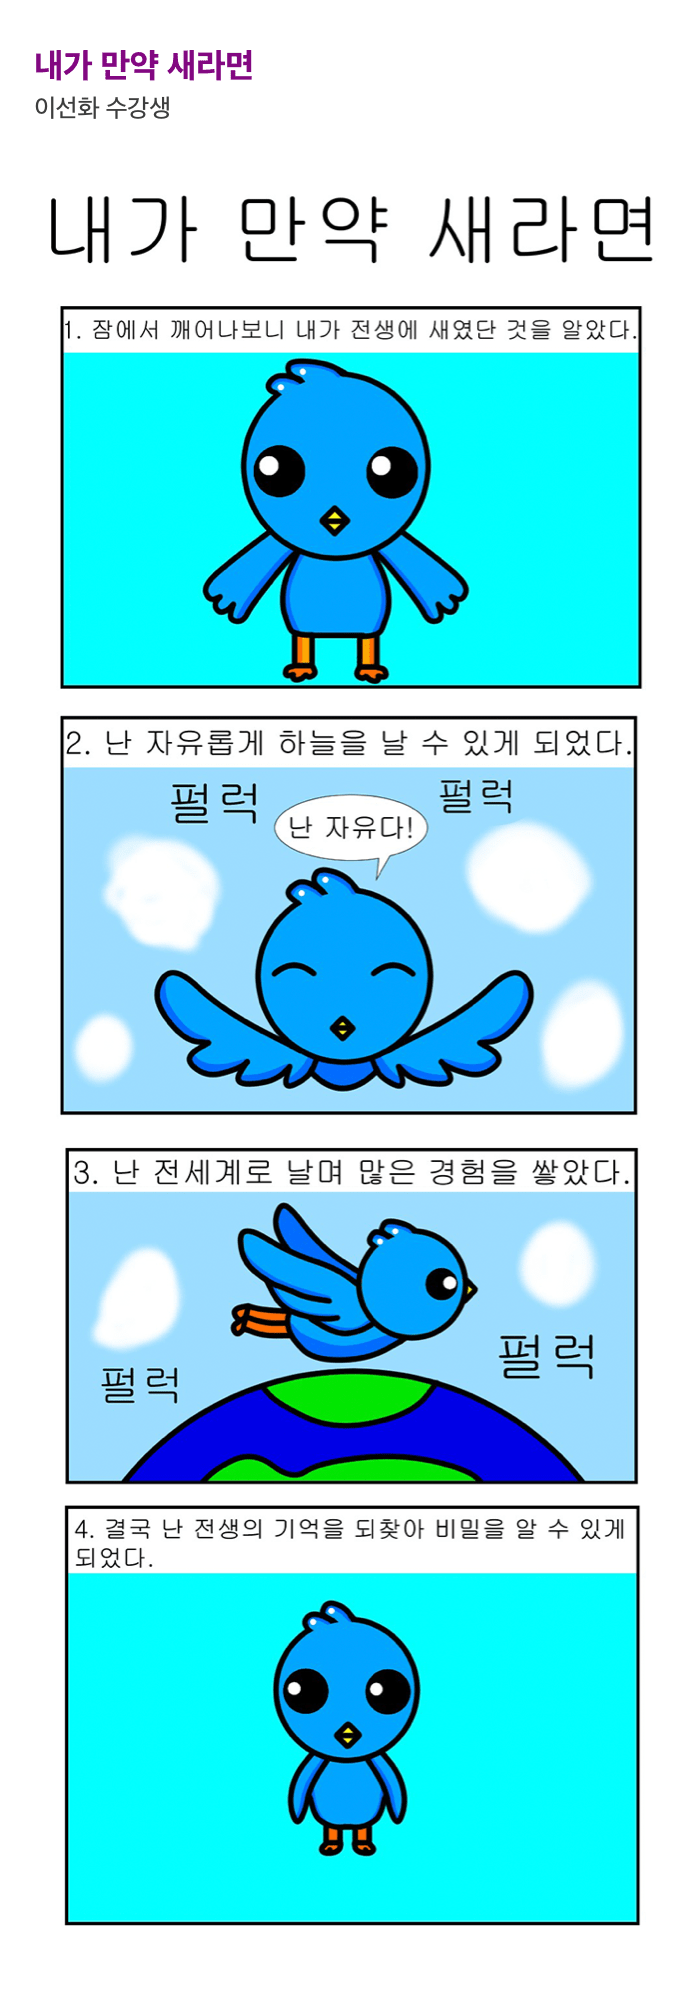 내가 만약 새라면
이선화 수강생
내가 만약 새라면
1. 잠에서 깨어나보니 내가 전생에 새였단 것을 알았다.
2. 난 자유롭게 하늘을 날 수 있게 되었다.
펄럭
펄럭
난 자유다!
3. 난 전세계로 날며 많은 경험을 쌓았다.
펄럭
펄럭
4. 결국 난 전생의 기억을 되찾아 비밀을 알 수 있게
되었다.